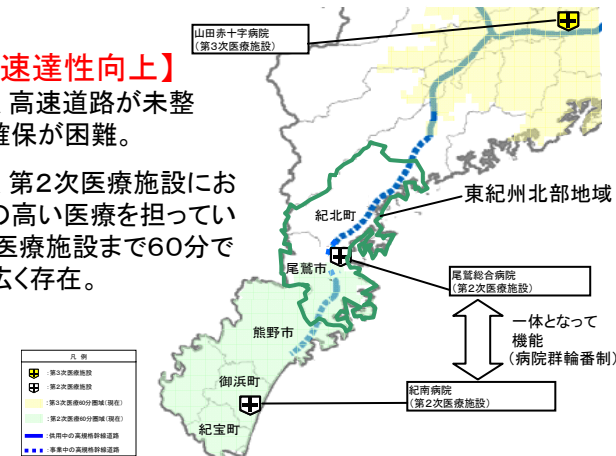 山田赤十字病院
(第3次医療施設)
速達性向上】
高速道路が未整
確保が困難。
第2次医療施設にお
の高い医療を担ってい
医療施設まで60分で
広く存在。
東紀州北部地域
紀北町
尾鷲市
尾鷲総合病院
(第2次医療施設)
一体となって
機能
(病院群輪番制)
熊野市
御浜町
紀宝町
紀南病院
(第2次医療施設)
凡例
:第3次医療施設
:第2次医療施設
:第3次医療60分圏域(現在)
:第2次医療60分圏域(現在)
:供用中の高規格幹線道路
:事業中の高規格幹線道路